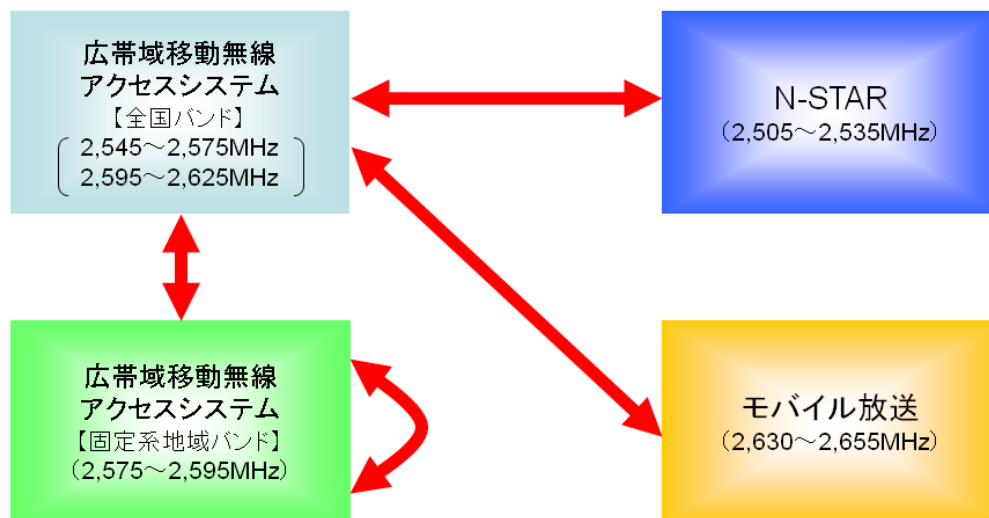 広帯域移動無線
アクセスシステム
【全国バンド】
2,545～2,575MHz
2,595～2,625MHz
N-STAR
（2,505～2,535MHz）
広帯域移動無線
アクセスシステム
【固定系地域バンド】
（2,575～2,595MHz）
モバイル放送
（2,630～2,655MHz）